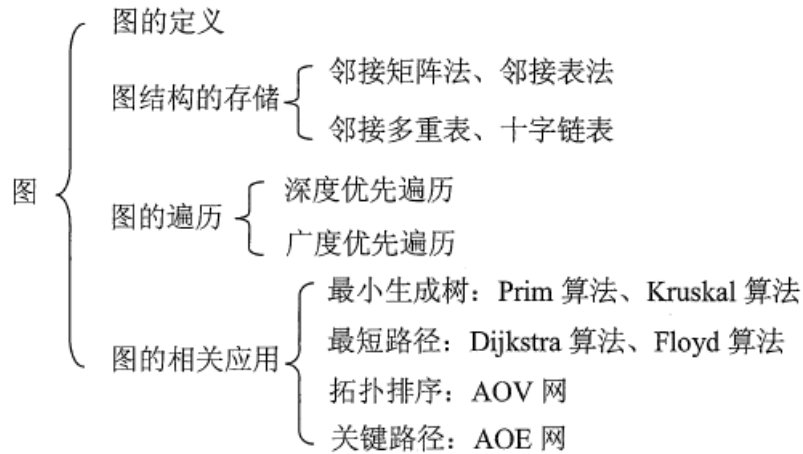 图
图的定义
图结构的存储
邻接矩阵法、邻接表法
邻接多重表、十字链表
图的遍历
深度优先遍历
广度优先遍历
图的相关应用
最小生成树：Prim 算法、Kruskal 算法
最短路径：Dijkstra 算法、Floyd 算法
拓扑排序：AOV 网
关键路径：AOE 网